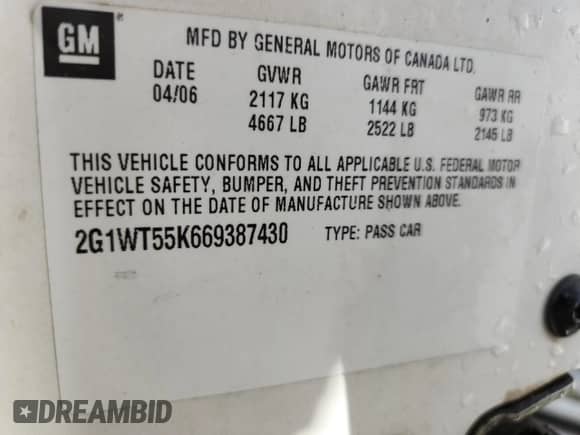 GM
MFD BY GENERAL MOTORS OF CANADA LTD.
DATE GVWR GAWR FRT GAWR RR
04/06 2117 KG 1144 KG 973 KG
4667 LB 2522 LB 2145 LB
THIS VEHICLE CONFORMS TO ALL APPLICABLE U.S. FEDERAL MOTOR
VEHICLE SAFETY, BUMPER, AND THEFT PREVENTION STANDARDS IN
EFFECT ON THE DATE OF MANUFACTURE SHOWN ABOVE.
2G1WT55K669387430 TYPE: PASS CAR
DREAMBID